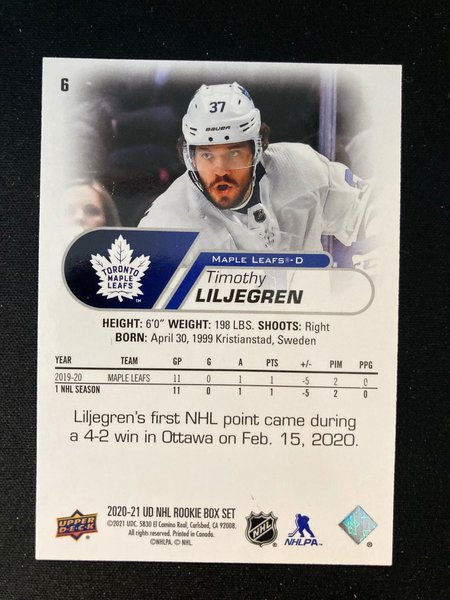 6
37
BAUER
37
TORONTO
MAPLE
LEAFS
TM
MAPLE LEAFS®-D
Timothy
LILJEGREN
HEIGHT: 6'0" WEIGHT: 198 LBS. SHOOTS: Right
BORN: April 30, 1999 Kristianstad, Sweden
YEAR TEAM GP G A PTS +/- PIM PPG
2019-20 MAPLE LEAFS 11 0 1 1 -5 2 0
1 NHL SEASON 11 0 1 1 -5 2 0
Liljegren's first NHL point came during
a 4-2 win in Ottawa on Feb. 15, 2020.
2020-21 UD NHL ROOKIE BOX SET
©2021 UDC. 5830 El Camino Real, Carlsbad, CA 92008.
All rights reserved. Printed in Canada.
©NHLPA. © NHL.
UPPER
DECK
NHL
NHLPA
®